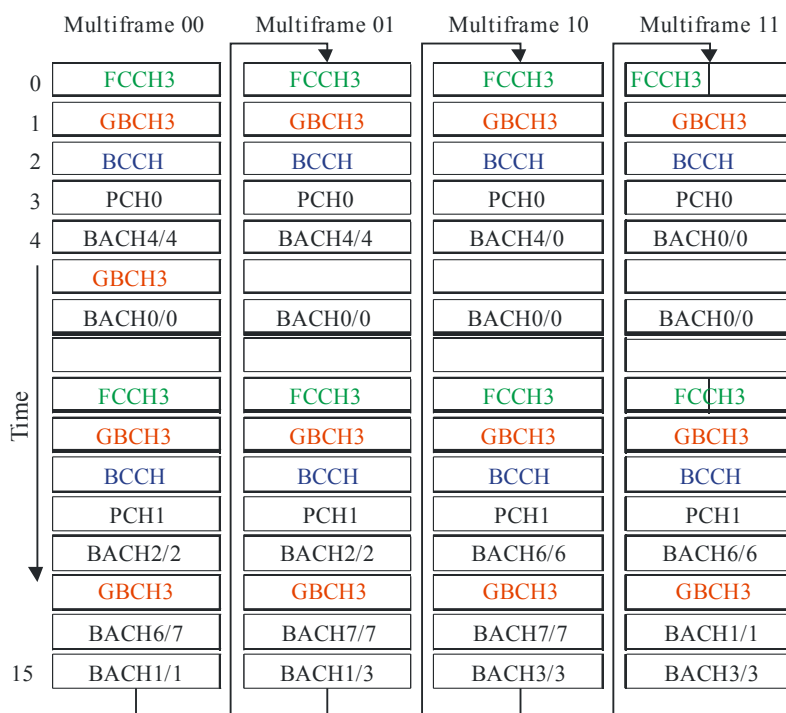 Multiframe 00 Multiframe 01 Multiframe 10 Multiframe 11
0 FCCH3 FCCH3 FCCH3 FCCH3
1 GBCH3 GBCH3 GBCH3 GBCH3
2 BCCH BCCH BCCH BCCH
3 PCH0 PCH0 PCH0 PCH0
4 BACH4/4 BACH4/4 BACH4/0 BACH0/0
GBCH3
BACH0/0 BACH0/0 BACH0/0 BACH0/0
FCCH3 FCCH3 FCCH3 FCCH3
Time
GBCH3 GBCH3 GBCH3 GBCH3
BCCH BCCH BCCH BCCH
PCH1 PCH1 PCH1 PCH1
BACH2/2 BACH2/2 BACH6/6 BACH6/6
GBCH3 GBCH3 GBCH3 GBCH3
BACH6/7 BACH7/7 BACH7/7 BACH1/1
15 BACH1/1 BACH1/3 BACH3/3 BACH3/3